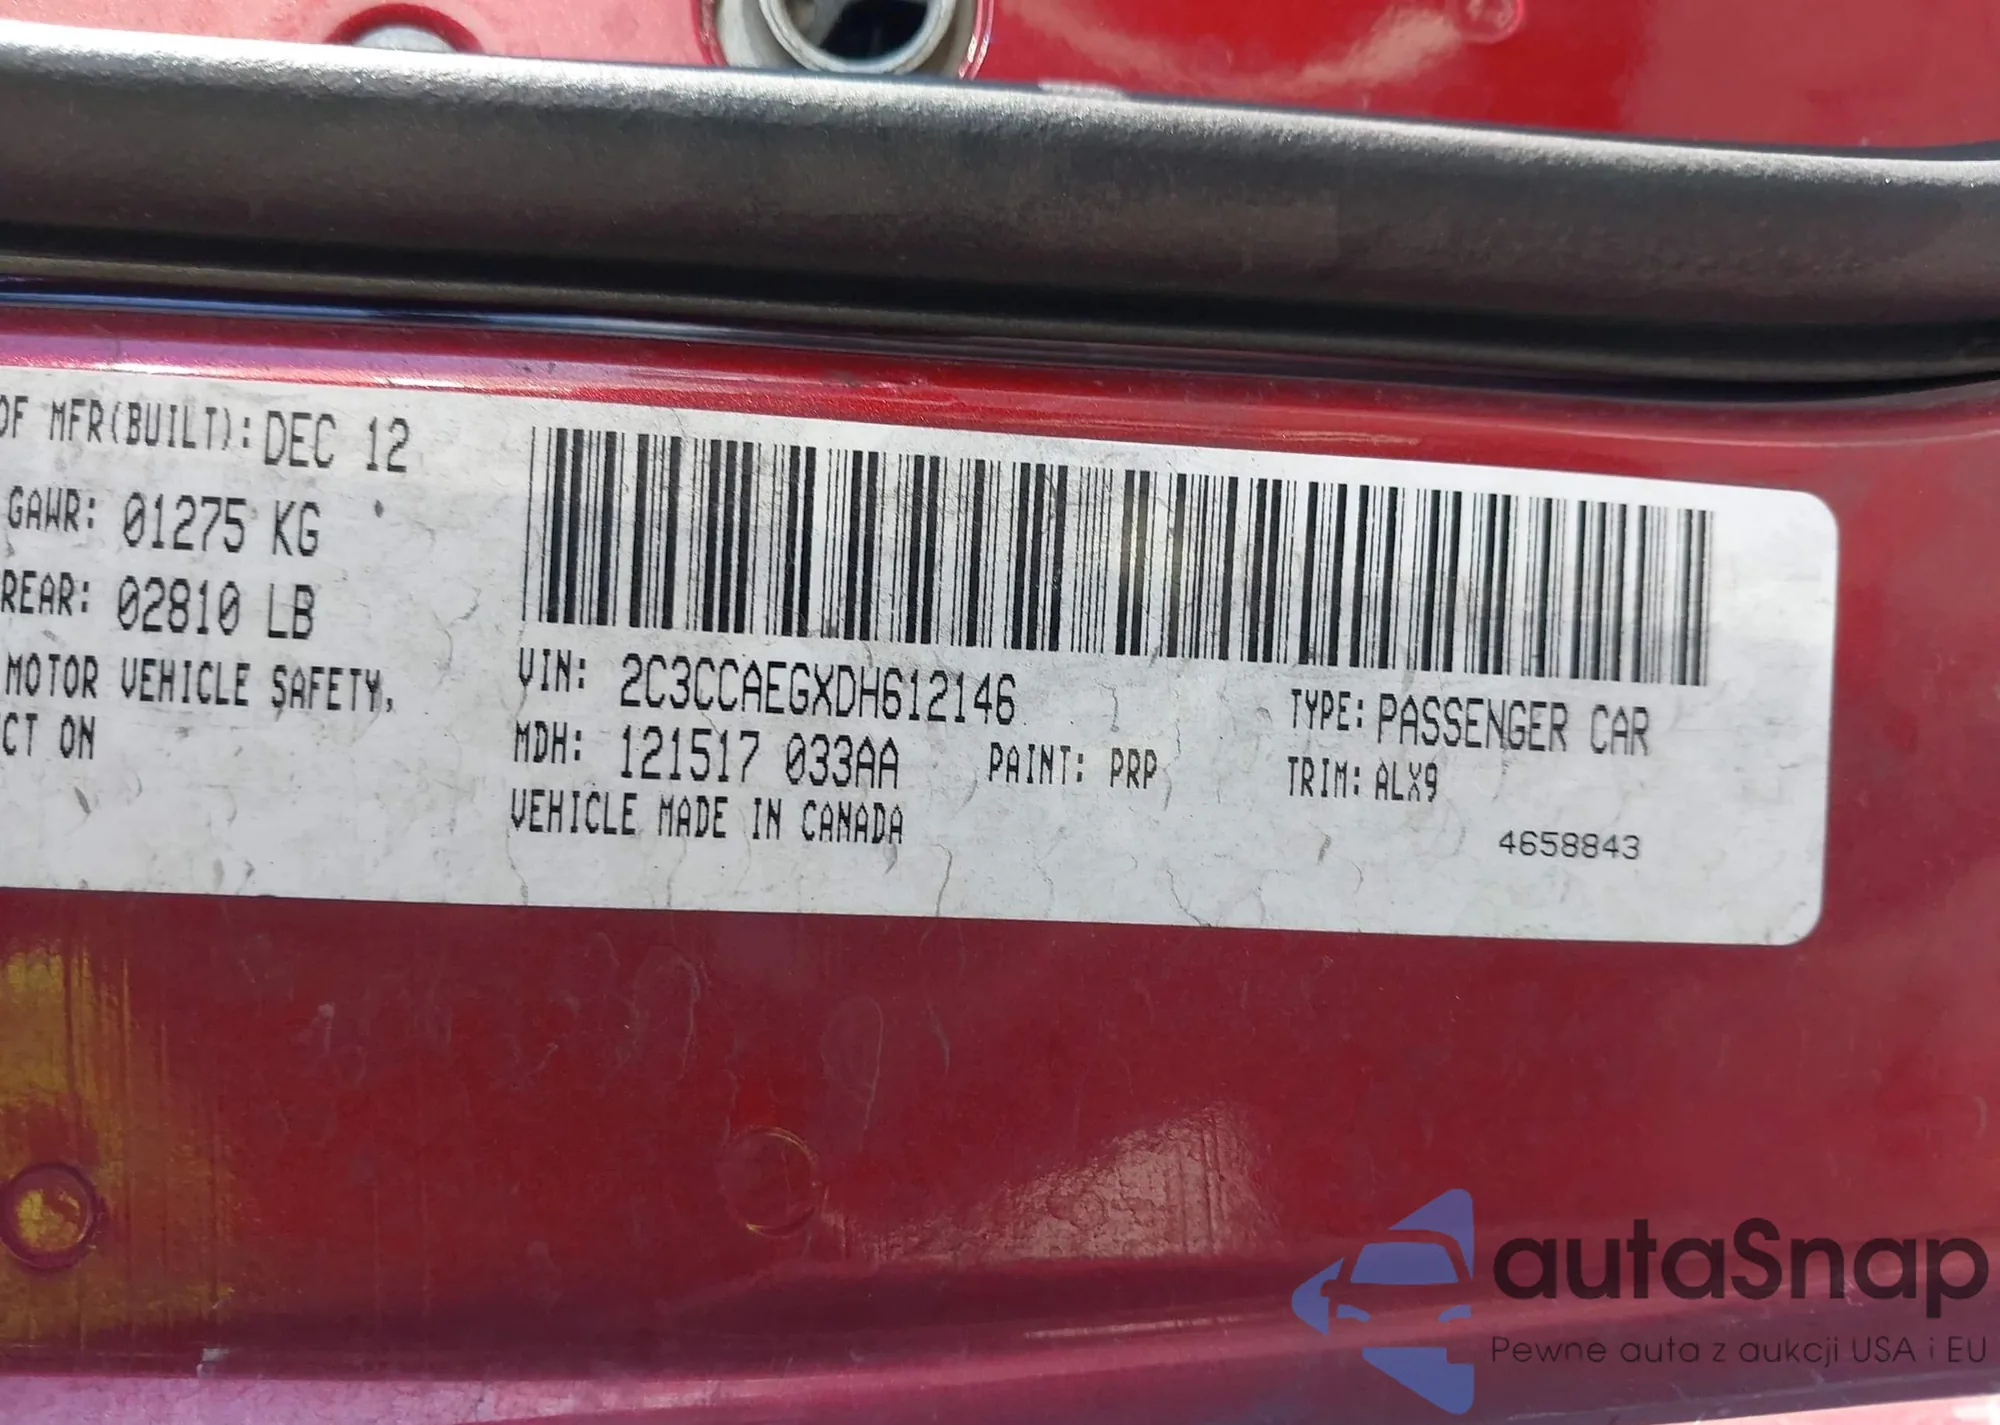 OF MFR(BUILT): DEC 12
GAWR: 01275 KG
REAR: 02810 LB
MOTOR VEHICLE SAFETY,
CT ON
VIN: 2C3CCAEGXDH612146
TYPE: PASSENGER CAR
MDH: 121517 033AA
PAINT: PRP
TRIM: ALX9
VEHICLE MADE IN CANADA
4658843
autaSnap
Pewne auta z aukcji USA i EU